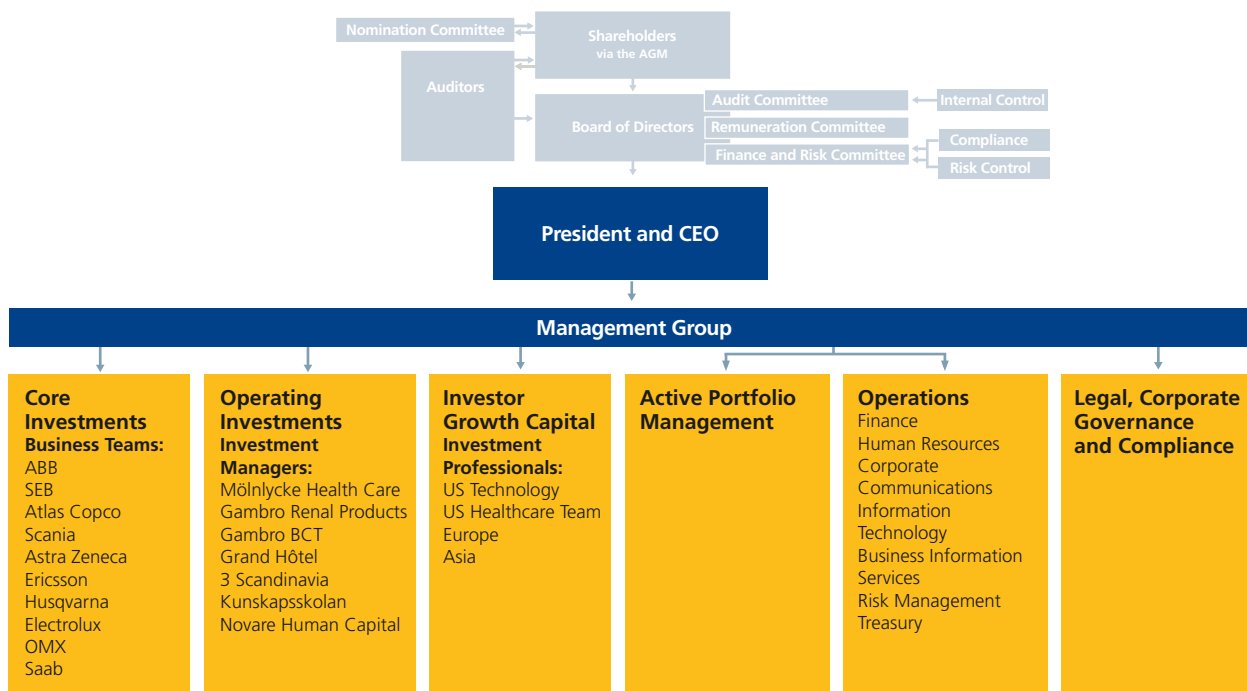 Nomination Committee
Shareholders
via the AGM
Auditors
Board of Directors
Audit Committee
Internal Control
Remuneration Committee
Finance and Risk Committee
Compliance
Risk Control
President and CEO
Management Group
Core
Investments
Business Teams:
ABB
SEB
Atlas Copco
Scania
Astra Zeneca
Ericsson
Husqvarna
Electrolux
OMX
Saab
Operating
Investments
Investment
Managers:
Mölnlycke Health Care
Gambro Renal Products
Gambro BCT
Grand Hôtel
3 Scandinavia
Kunskapsskolan
Novare Human Capital
Investor
Growth Capital
Investment
Professionals:
US Technology
US Healthcare Team
Europe
Asia
Active Portfolio
Management
Operations
Finance
Human Resources
Corporate
Communications
Information
Technology
Business Information
Services
Risk Management
Treasury
Legal, Corporate
Governance
and Compliance